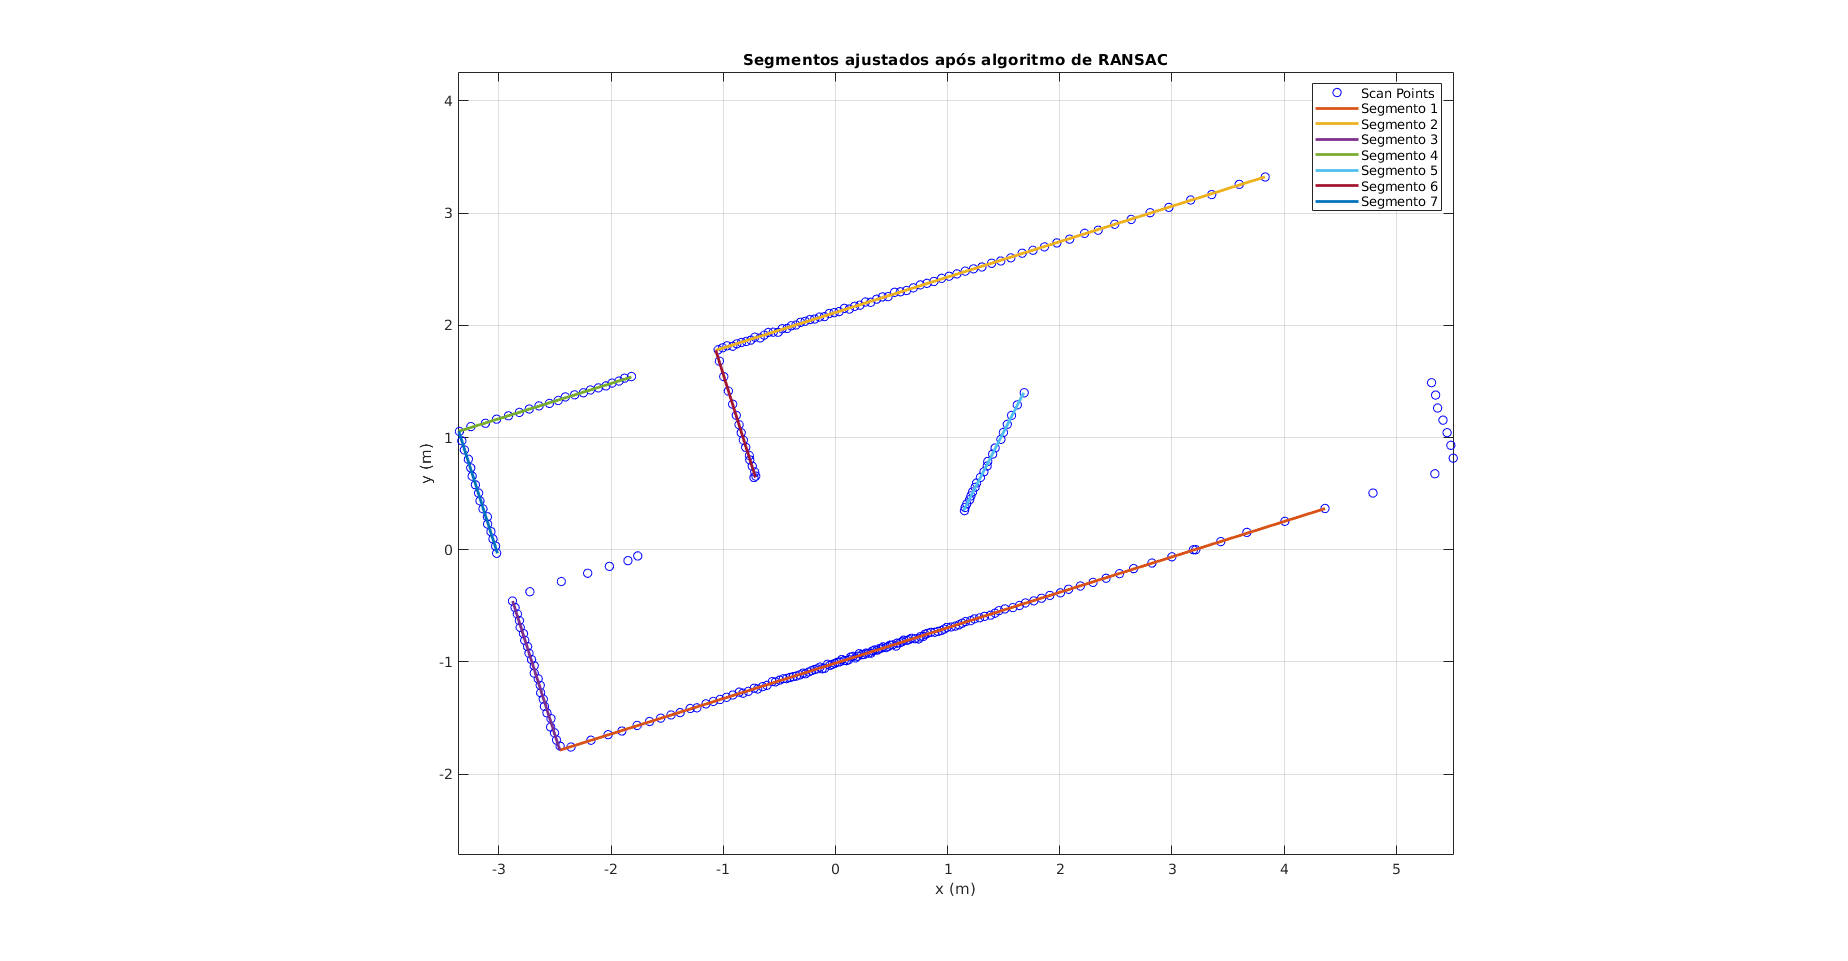 Segmentos ajustados após algoritmo de RANSAC
Scan Points
Segmento 1
Segmento 2
Segmento 3
Segmento 4
Segmento 5
Segmento 6
Segmento 7
4
3
2
1
0
-1
-2
y (m)
-3 -2 -1 0 1 2 3 4 5
x (m)